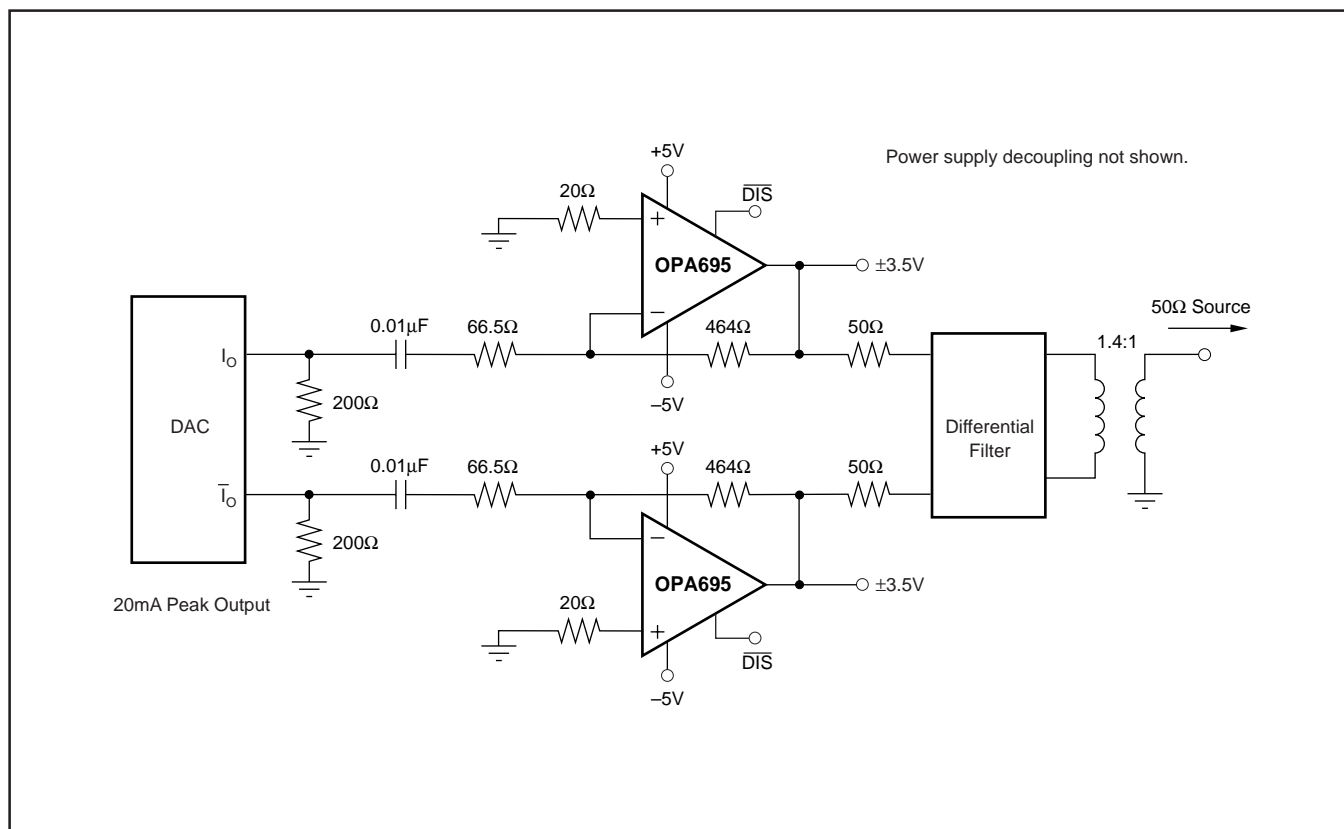 Power supply decoupling not shown.
+5V
20Ω
DIS
+
OPA695
±3.5V
−
0.01µF
66.5Ω
464Ω
50Ω
50Ω Source
1.4:1
IO
−5V
200Ω
DAC
Differential
Filter
+5V
0.01µF
66.5Ω
464Ω
50Ω
IO
−
200Ω
OPA695
±3.5V
20mA Peak Output
20Ω
+
DIS
−5V